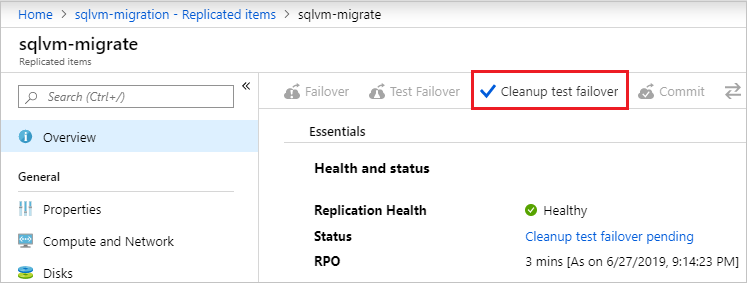 Home > sqlvm-migration - Replicated items > sqlvm-migrate
sqlvm-migrate
Replicated items
Search (Ctrl+/)
«
Failover Test Failover Cleanup test failover Commit
Overview
General
Properties
Compute and Network
Disks
Essentials
Health and status
Replication Health Healthy
Status Cleanup test failover pending
RPO 3 mins [As on 6/27/2019, 9:14:23 PM]